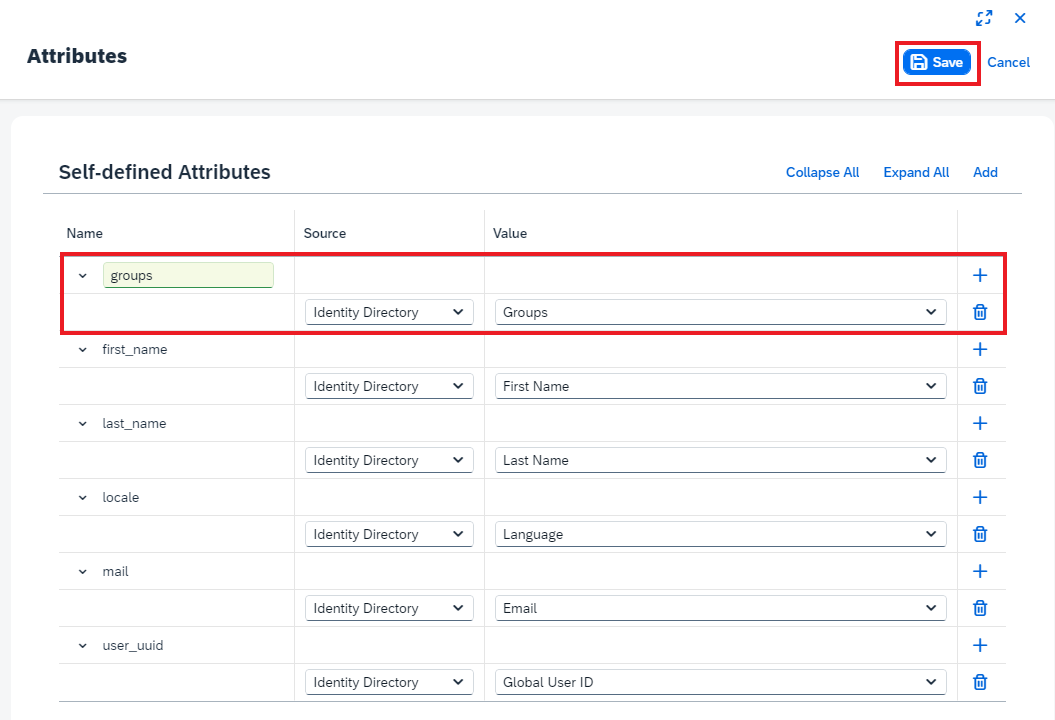 Attributes
Save Cancel
Self-defined Attributes
Collapse All Expand All Add
Name Source Value
groups
Identity Directory Groups
first_name
Identity Directory First Name
last_name
Identity Directory Last Name
locale
Identity Directory Language
mail
Identity Directory Email
user_uuid
Identity Directory Global User ID